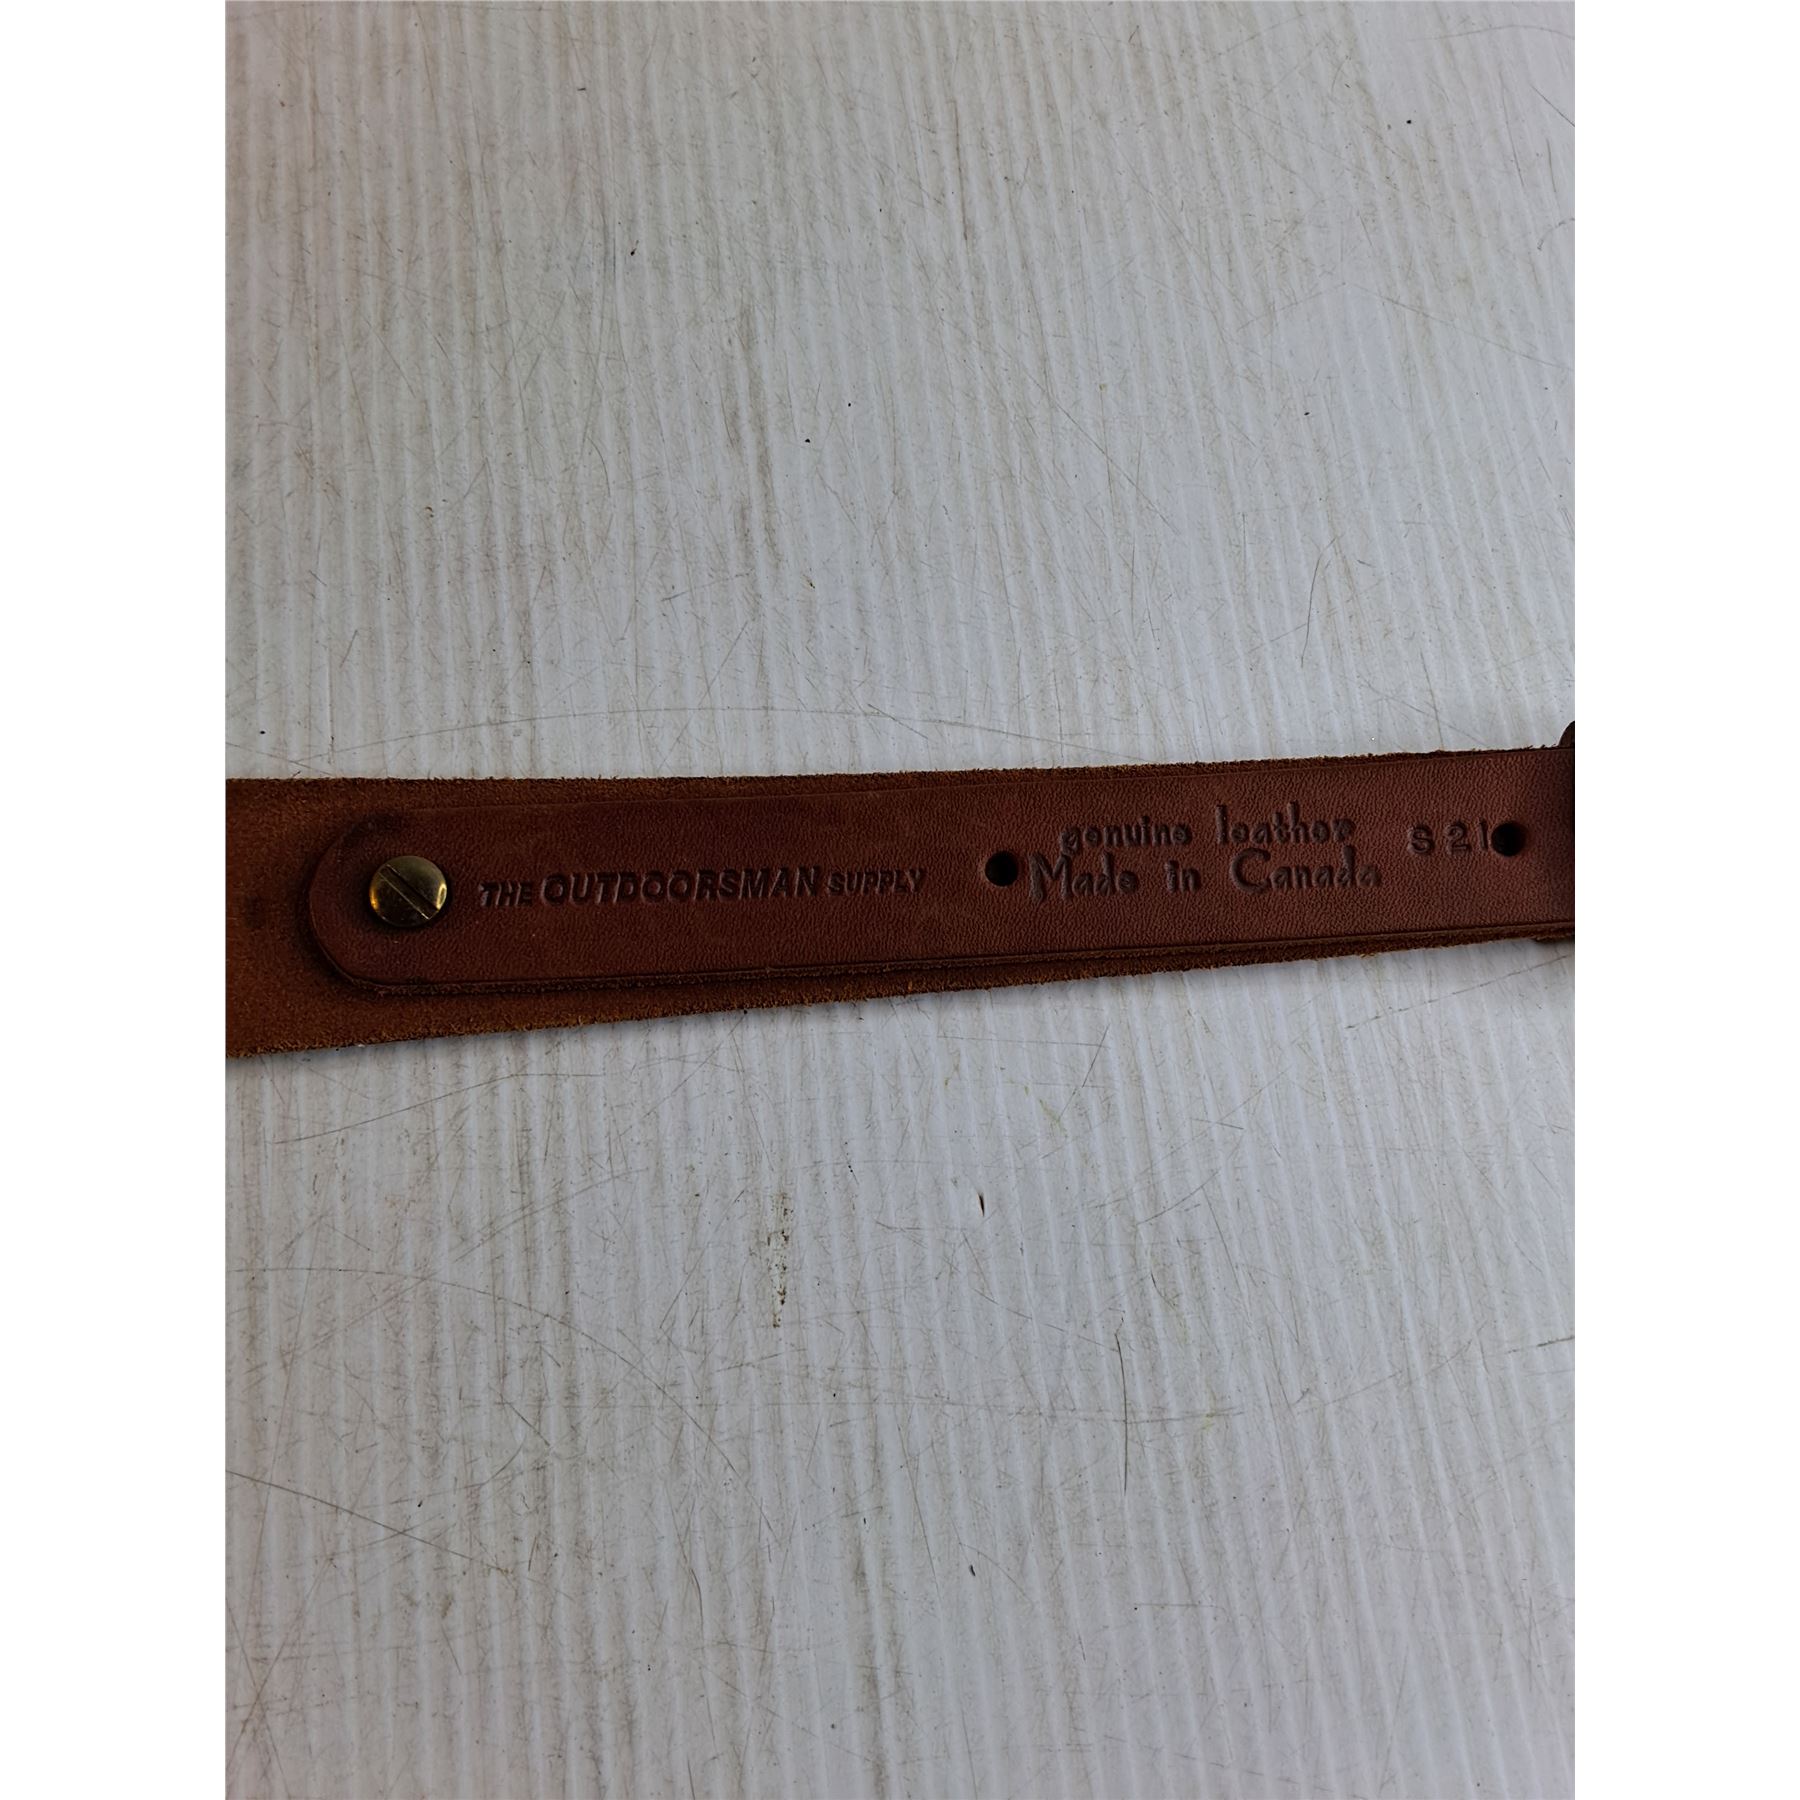 THE OUTDOORSMAN SUPPLY
genuine leather
Made in Canada
S 21